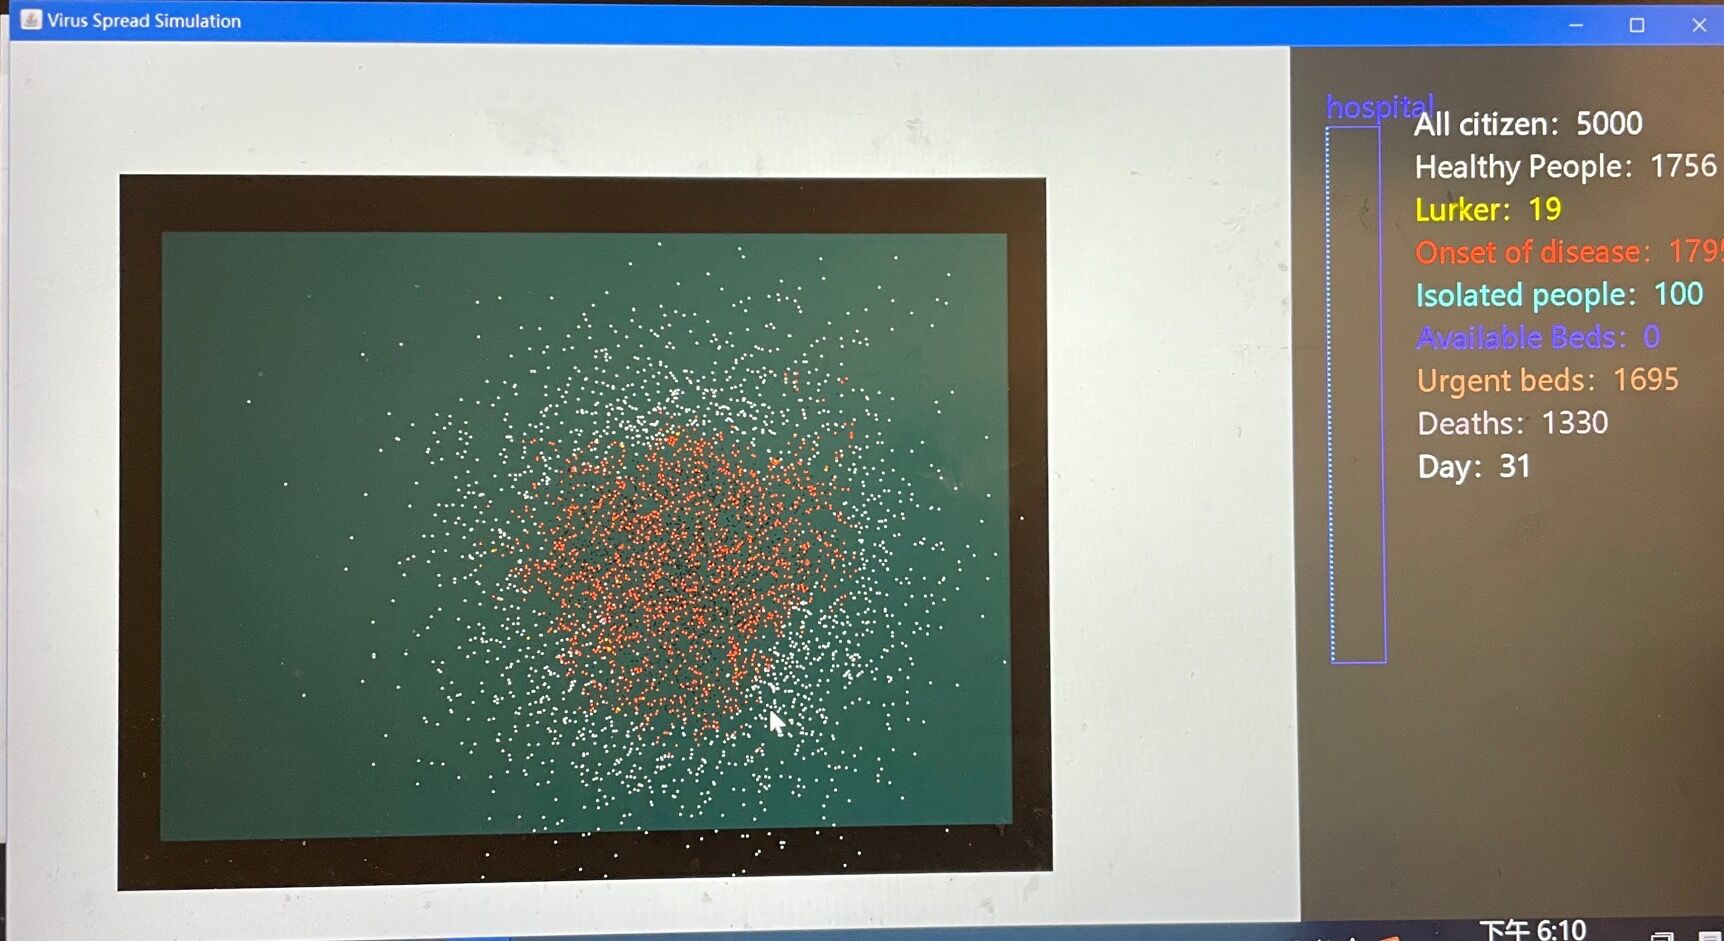 Virus Spread Simulation
hospital
All citizen: 5000
Healthy People: 1756
Lurker: 19
Onset of disease: 179
Isolated people: 100
Available Beds: 0
Urgent beds: 1695
Deaths: 1330
Day: 31
下午 6:10